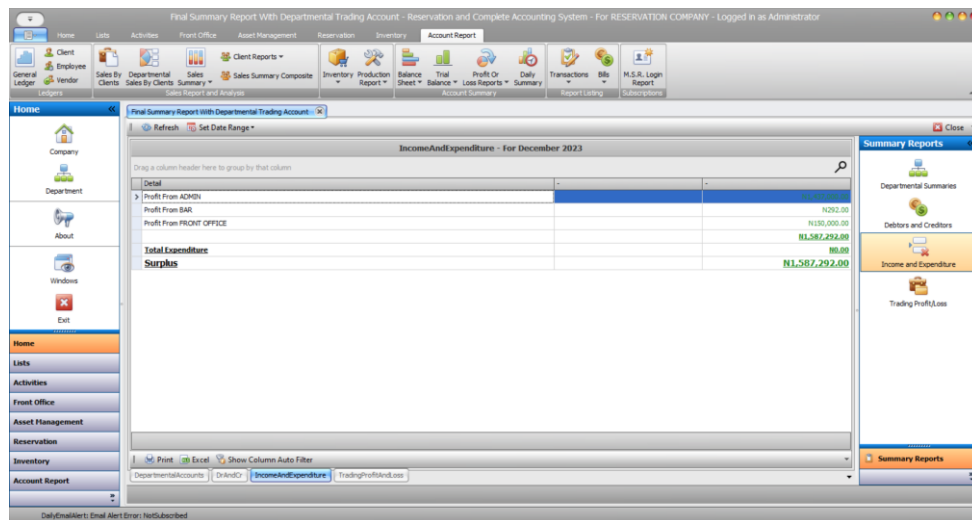 Final Summary Report With Departmental Trading Account - Reservation and Complete Accounting System - For RESERVATION COMPANY - Logged in as Administrator
Home Lists Activities Front Office Asset Management Reservation Inventory Account Report
General Ledger
Client
Employee
Vendor
Ledgers
Sales By Clients
Departmental Sales By Clients
Sales Summary
Client Reports
Sales Summary Composite
Sales Report and Analysis
Inventory
Production Report
Balance Sheet
Trial Balance
Profit Or Loss Reports
Daily Summary
Account Summary
Transactions
Bills
Report Listing
M.S.R. Login Report
Subscriptions
Home «
Company
Department
About
Windows
Exit
Home
Lists
Activities
Front Office
Asset Management
Reservation
Inventory
Account Report
Final Summary Report With Departmental Trading Account -
Refresh Set Date Range
Close
IncomeAndExpenditure - For December 2023
Drag a column header here to group by that column
Detail - -
Profit From ADMIN
Profit From BAR N292.00
Profit From FRONT OFFICE N150,000.00
N1,587,292.00
Total Expenditure N0.00
Surplus N1,587,292.00
Print Excel Show Column Auto Filter
DepartmentalAccounts DrAndCr IncomeAndExpenditure TradingProfitAndLoss
Summary Reports
Departmental Summaries
Debtors and Creditors
Income and Expenditure
Trading Profit/Loss
Summary Reports
DailyEmailAlert: Email Alert Error: NotSubscribed